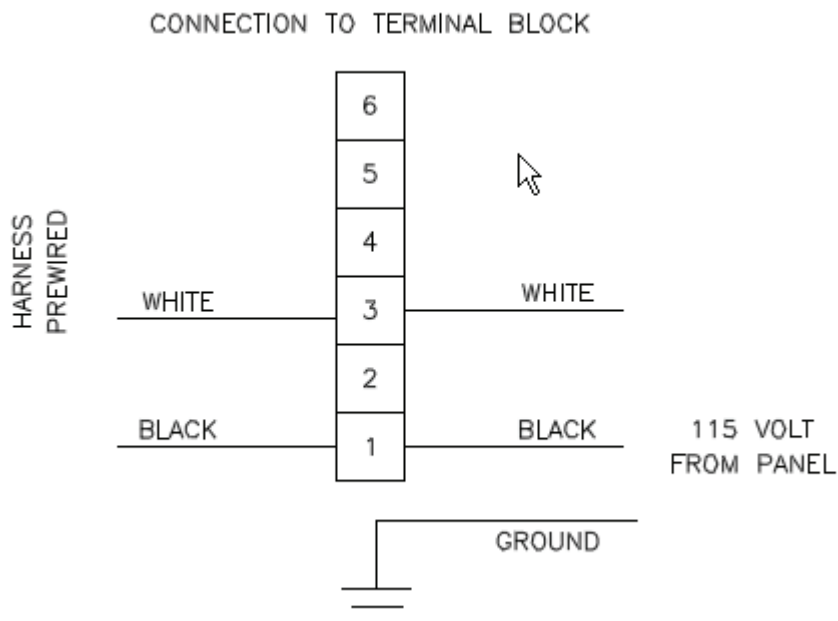 CONNECTION TO TERMINAL BLOCK
6
5
4
HARNESS
PREWIRED
WHITE
3
WHITE
2
BLACK
1
BLACK
115 VOLT
FROM PANEL
GROUND